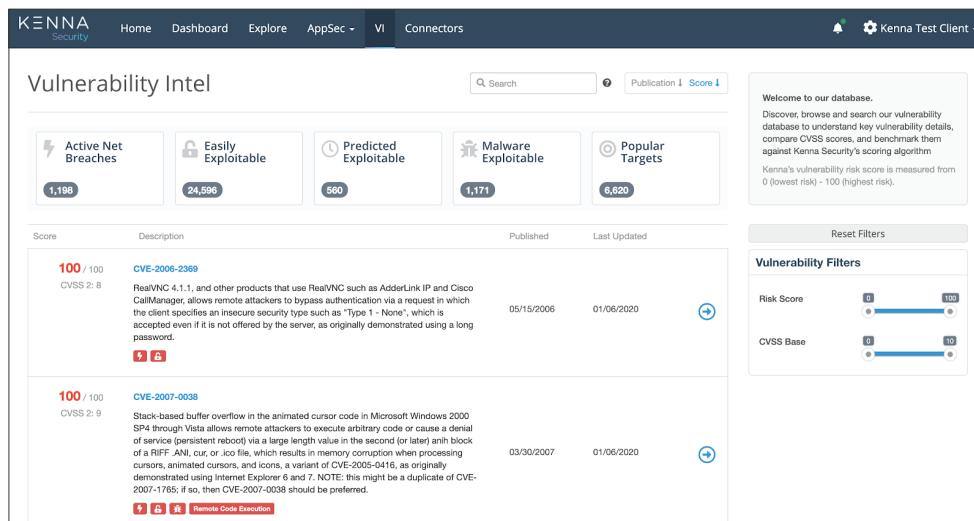 KENNA
Security
Home Dashboard Explore AppSec VI Connectors
Kenna Test Client
Vulnerability Intel
Search
Publication Score
Active Net
Breaches
1,198
Easily
Exploitable
24,596
Predicted
Exploitable
560
Malware
Exploitable
1,171
Popular
Targets
6,620
Welcome to our database.
Discover, browse and search our vulnerability
database to understand key vulnerability details,
compare CVSS scores, and benchmark them
against Kenna Security's scoring algorithm
Kenna's vulnerability risk score is measured from
0 (lowest risk) - 100 (highest risk).
Score Description Published Last Updated
100 / 100
CVSS 2: 8
CVE-2006-2369
RealVNC 4.1.1, and other products that use RealVNC such as AdderLink IP and Cisco
CallManager, allows remote attackers to bypass authentication via a request in which
the client specifies an insecure security type such as "Type 1 - None", which is
accepted even if it is not offered by the server, as originally demonstrated using a long
password.
05/15/2006 01/06/2020
100 / 100
CVSS 2: 9
CVE-2007-0038
Stack-based buffer overflow in the animated cursor code in Microsoft Windows 2000
SP4 through Vista allows remote attackers to execute arbitrary code or cause a denial
of service (persistent reboot) via a large length value in the second (or later) anih block
of a RIFF .ANI, cur, or .ico file, which results in memory corruption when processing
cursors, animated cursors, and icons, a variant of CVE-2005-0416, as originally
demonstrated using Internet Explorer 6 and 7. NOTE: this might be a duplicate of CVE-
2007-1765; if so, then CVE-2007-0038 should be preferred.
Remote Code Execution
03/30/2007 01/06/2020
Reset Filters
Vulnerability Filters
Risk Score
0 100
CVSS Base
0 10